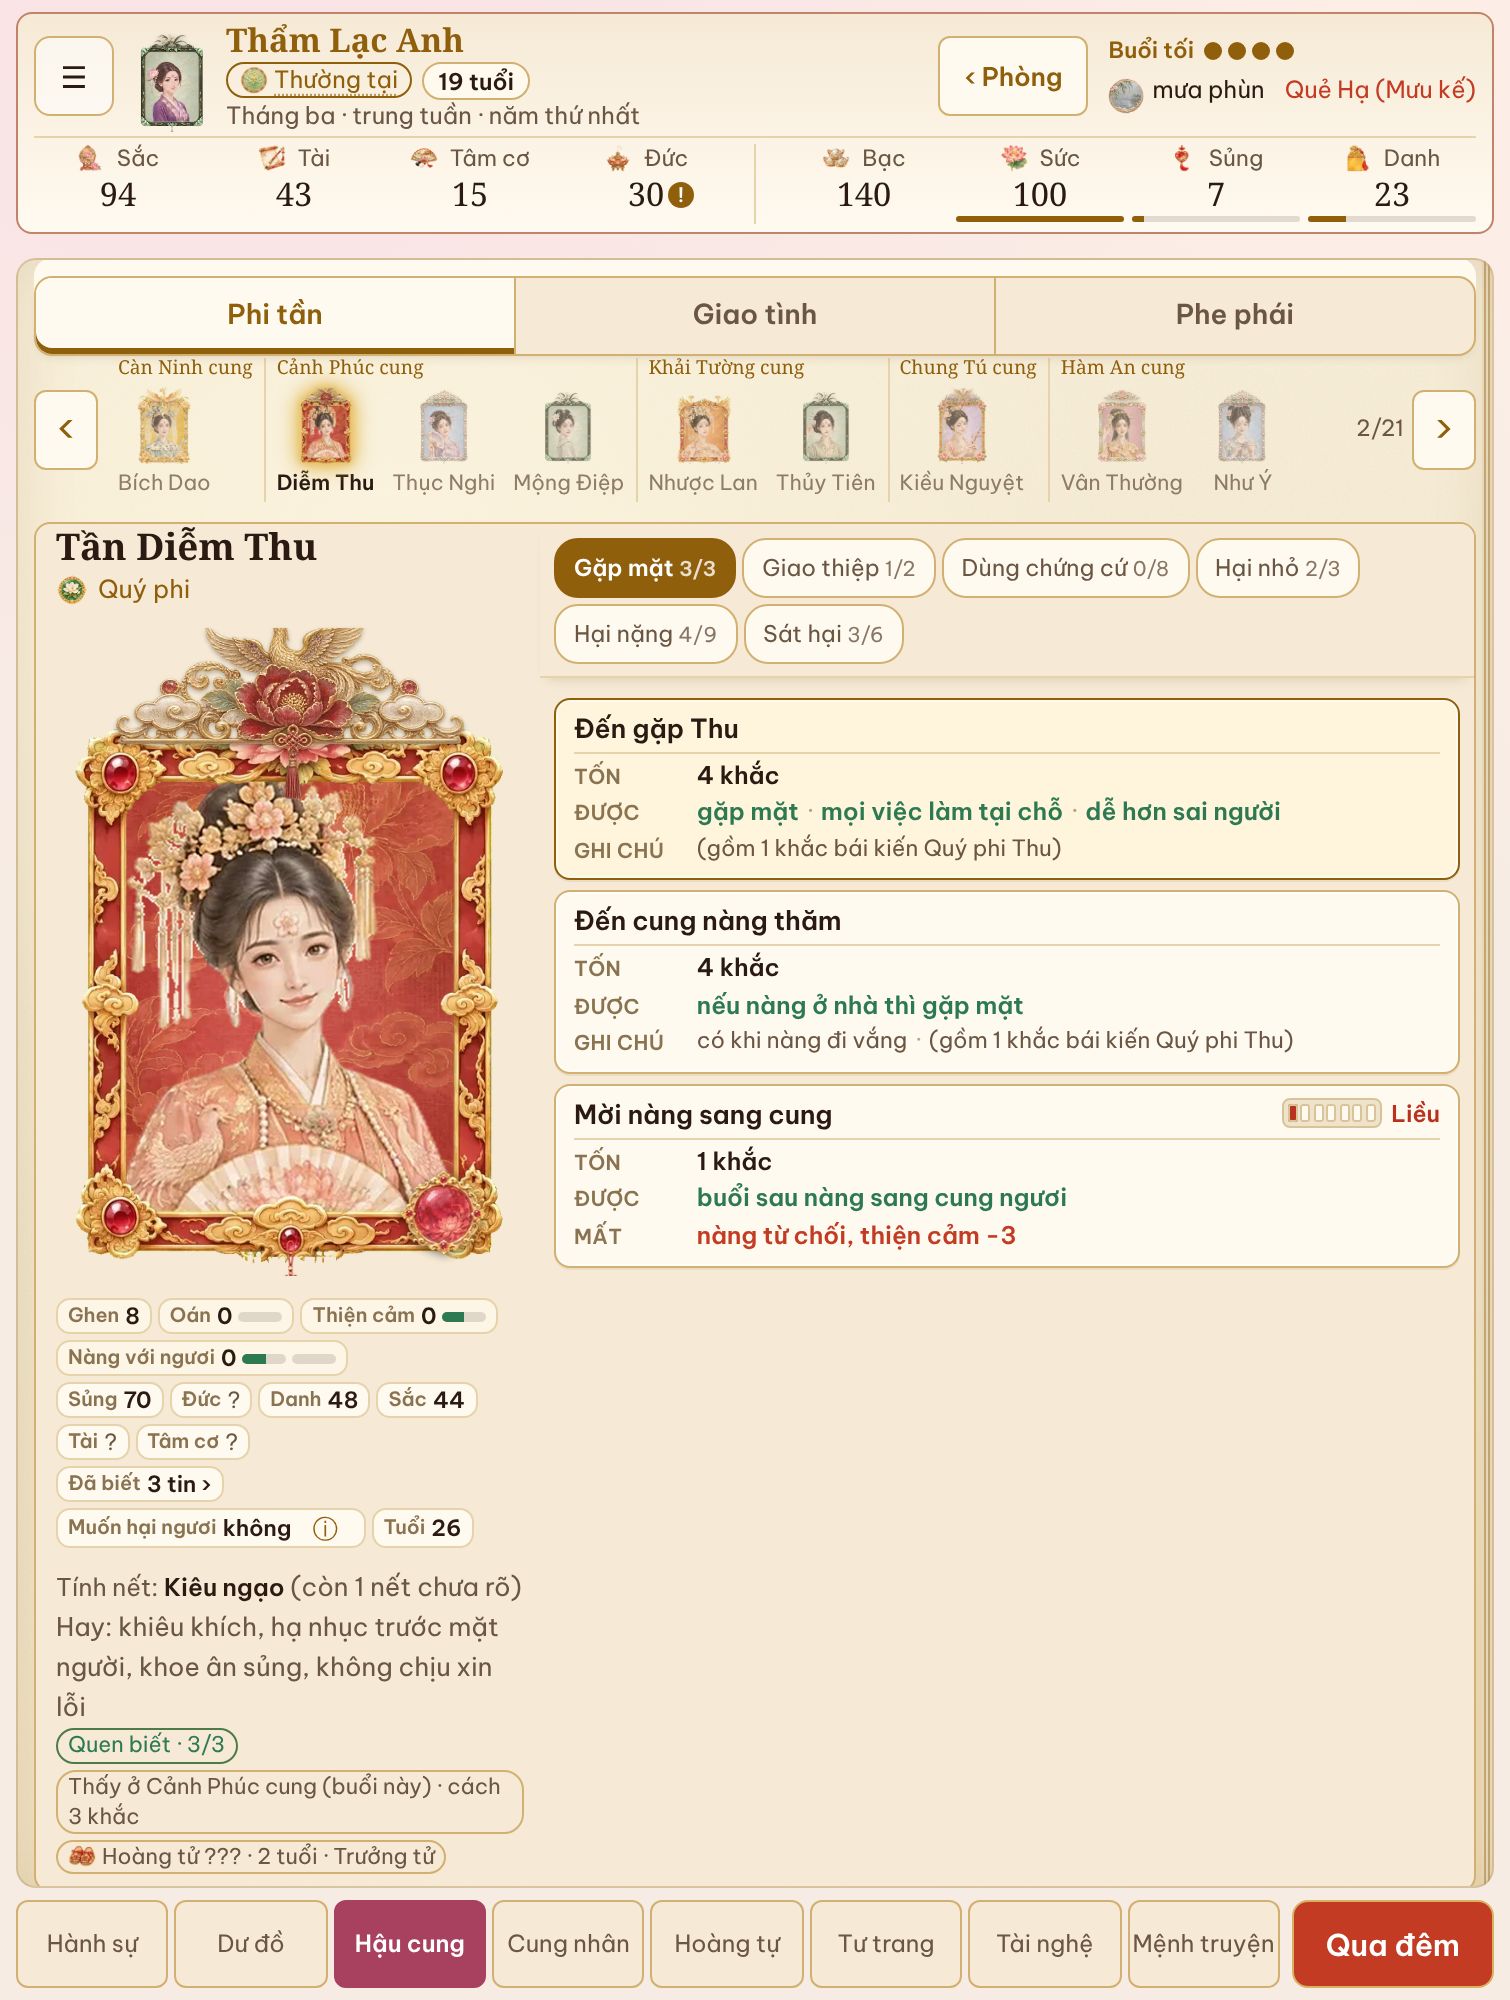 ☰
Thẩm Lạc Anh
Thường tại
19 tuổi
Tháng ba · trung tuần · năm thứ nhất
‹ Phòng
Buổi tối
mưa phùn Quẻ Hạ (Mưu kế)
Sắc Tài Tâm cơ Đức Bạc Sức Sủng Danh
94 43 15 30 ! 140 100 7 23
Phi tần Giao tình Phe phái
Càn Ninh cung Cảnh Phúc cung Khải Tường cung Chung Tú cung Hàm An cung
‹
2/21 ›
Bích Dao Diễm Thu Thục Nghi Mộng Điệp Nhược Lan Thủy Tiên Kiều Nguyệt Vân Thường Như Ý
Tần Diễm Thu
Quý phi
Ghen 8 Oán 0 Thiện cảm 0
Nàng với ngươi 0
Sủng 70 Đức ? Danh 48 Sắc 44
Tài ? Tâm cơ ?
Đã biết 3 tin ›
Muốn hại ngươi không ⓘ Tuổi 26
Tính nết: Kiêu ngạo (còn 1 nết chưa rõ)
Hay: khiêu khích, hạ nhục trước mặt
người, khoe ân sủng, không chịu xin
lỗi
Quen biết · 3/3
Thấy ở Cảnh Phúc cung (buổi này) · cách
3 khắc
Hoàng tử ??? · 2 tuổi · Trưởng tử
Gặp mặt 3/3 Giao thiệp 1/2 Dùng chứng cứ 0/8 Hại nhỏ 2/3
Hại nặng 4/9 Sát hại 3/6
Đến gặp Thu
TỐN 4 khắc
ĐƯỢC gặp mặt · mọi việc làm tại chỗ · dễ hơn sai người
GHI CHÚ (gồm 1 khắc bái kiến Quý phi Thu)
Đến cung nàng thăm
TỐN 4 khắc
ĐƯỢC nếu nàng ở nhà thì gặp mặt
GHI CHÚ có khi nàng đi vắng · (gồm 1 khắc bái kiến Quý phi Thu)
Mời nàng sang cung Liều
TỐN 1 khắc
ĐƯỢC buổi sau nàng sang cung ngươi
MẤT nàng từ chối, thiện cảm -3
Hành sự Dư đồ Hậu cung Cung nhân Hoàng tự Tư trang Tài nghệ Mệnh truyện Qua đêm